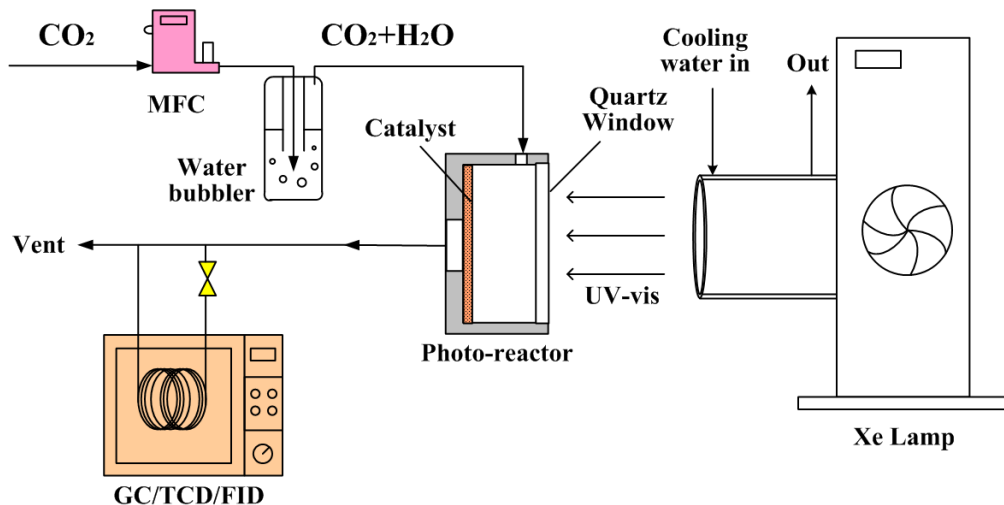 CO₂
MFC
CO₂+H₂O
Water
bubbler
Catalyst
Quartz
Window
Cooling
water in
Out
Vent
UV-vis
Photo-reactor
GC/TCD/FID
Xe Lamp